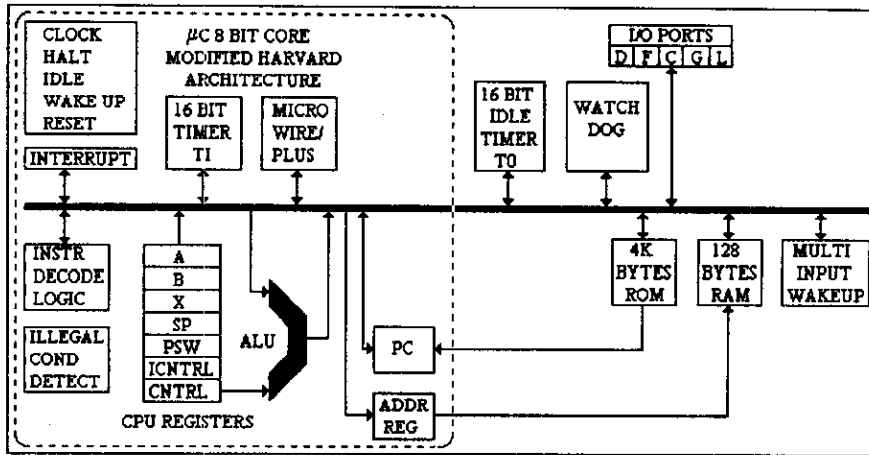 CLOCK
HALT
IDLE
WAKE UP
RESET
INTERRUPT
μC 8 BIT CORE
MODIFIED HARVARD
ARCHITECTURE
16 BIT
TIMER
T1
MICRO
WIRE/
PLUS
16 BIT
IDLE
TIMER
T0
WATCH
DOG
I/O PORTS
D F C G L
INSTR
DECODE
LOGIC
ILLEGAL
COND
DETECT
A
B
X
SP
PSW
ICNTRL
CNTRL
CPU REGISTERS
ALU
PC
ADDR
REG
4K
BYTES
ROM
128
BYTES
RAM
MULTI
INPUT
WAKEUP